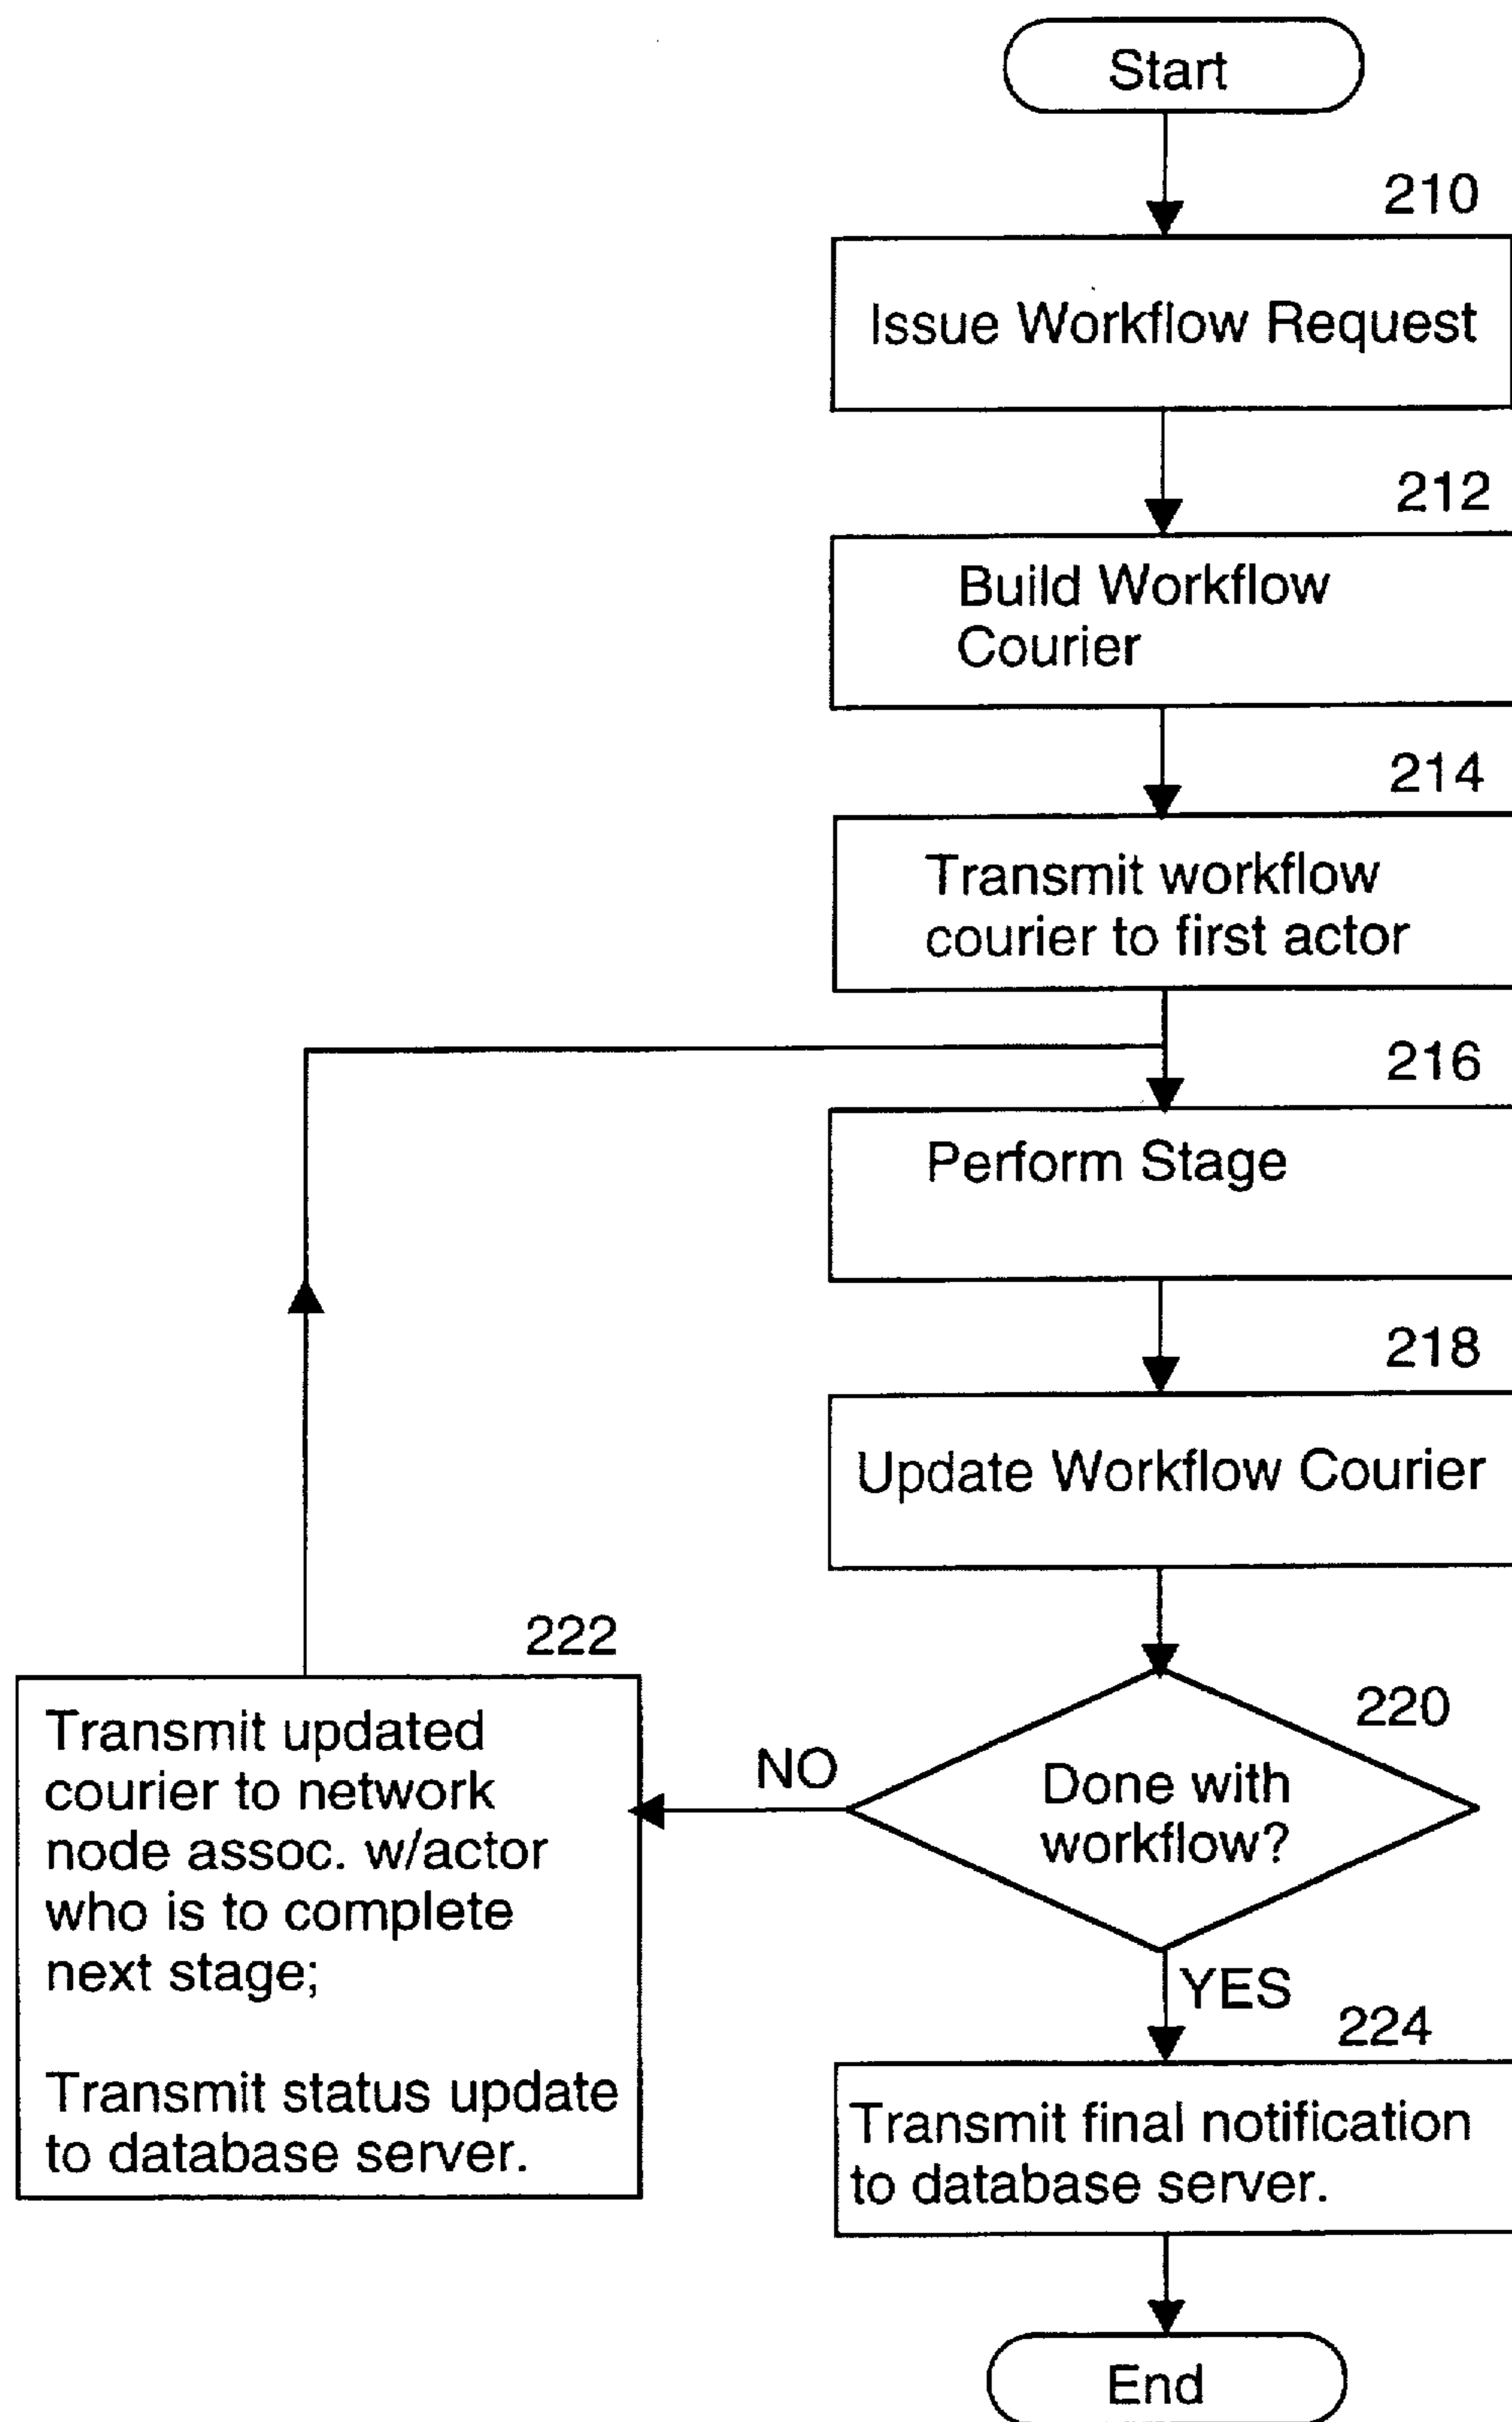 Start
210
Issue Workflow Request
212
Build Workflow
Courier
214
Transmit workflow
courier to first actor
216
Perform Stage
218
Update Workflow Courier
220
Done with
workflow?
NO
222
Transmit updated
courier to network
node assoc. w/actor
who is to complete
next stage;
Transmit status update
to database server.
YES
224
Transmit final notification
to database server.
End